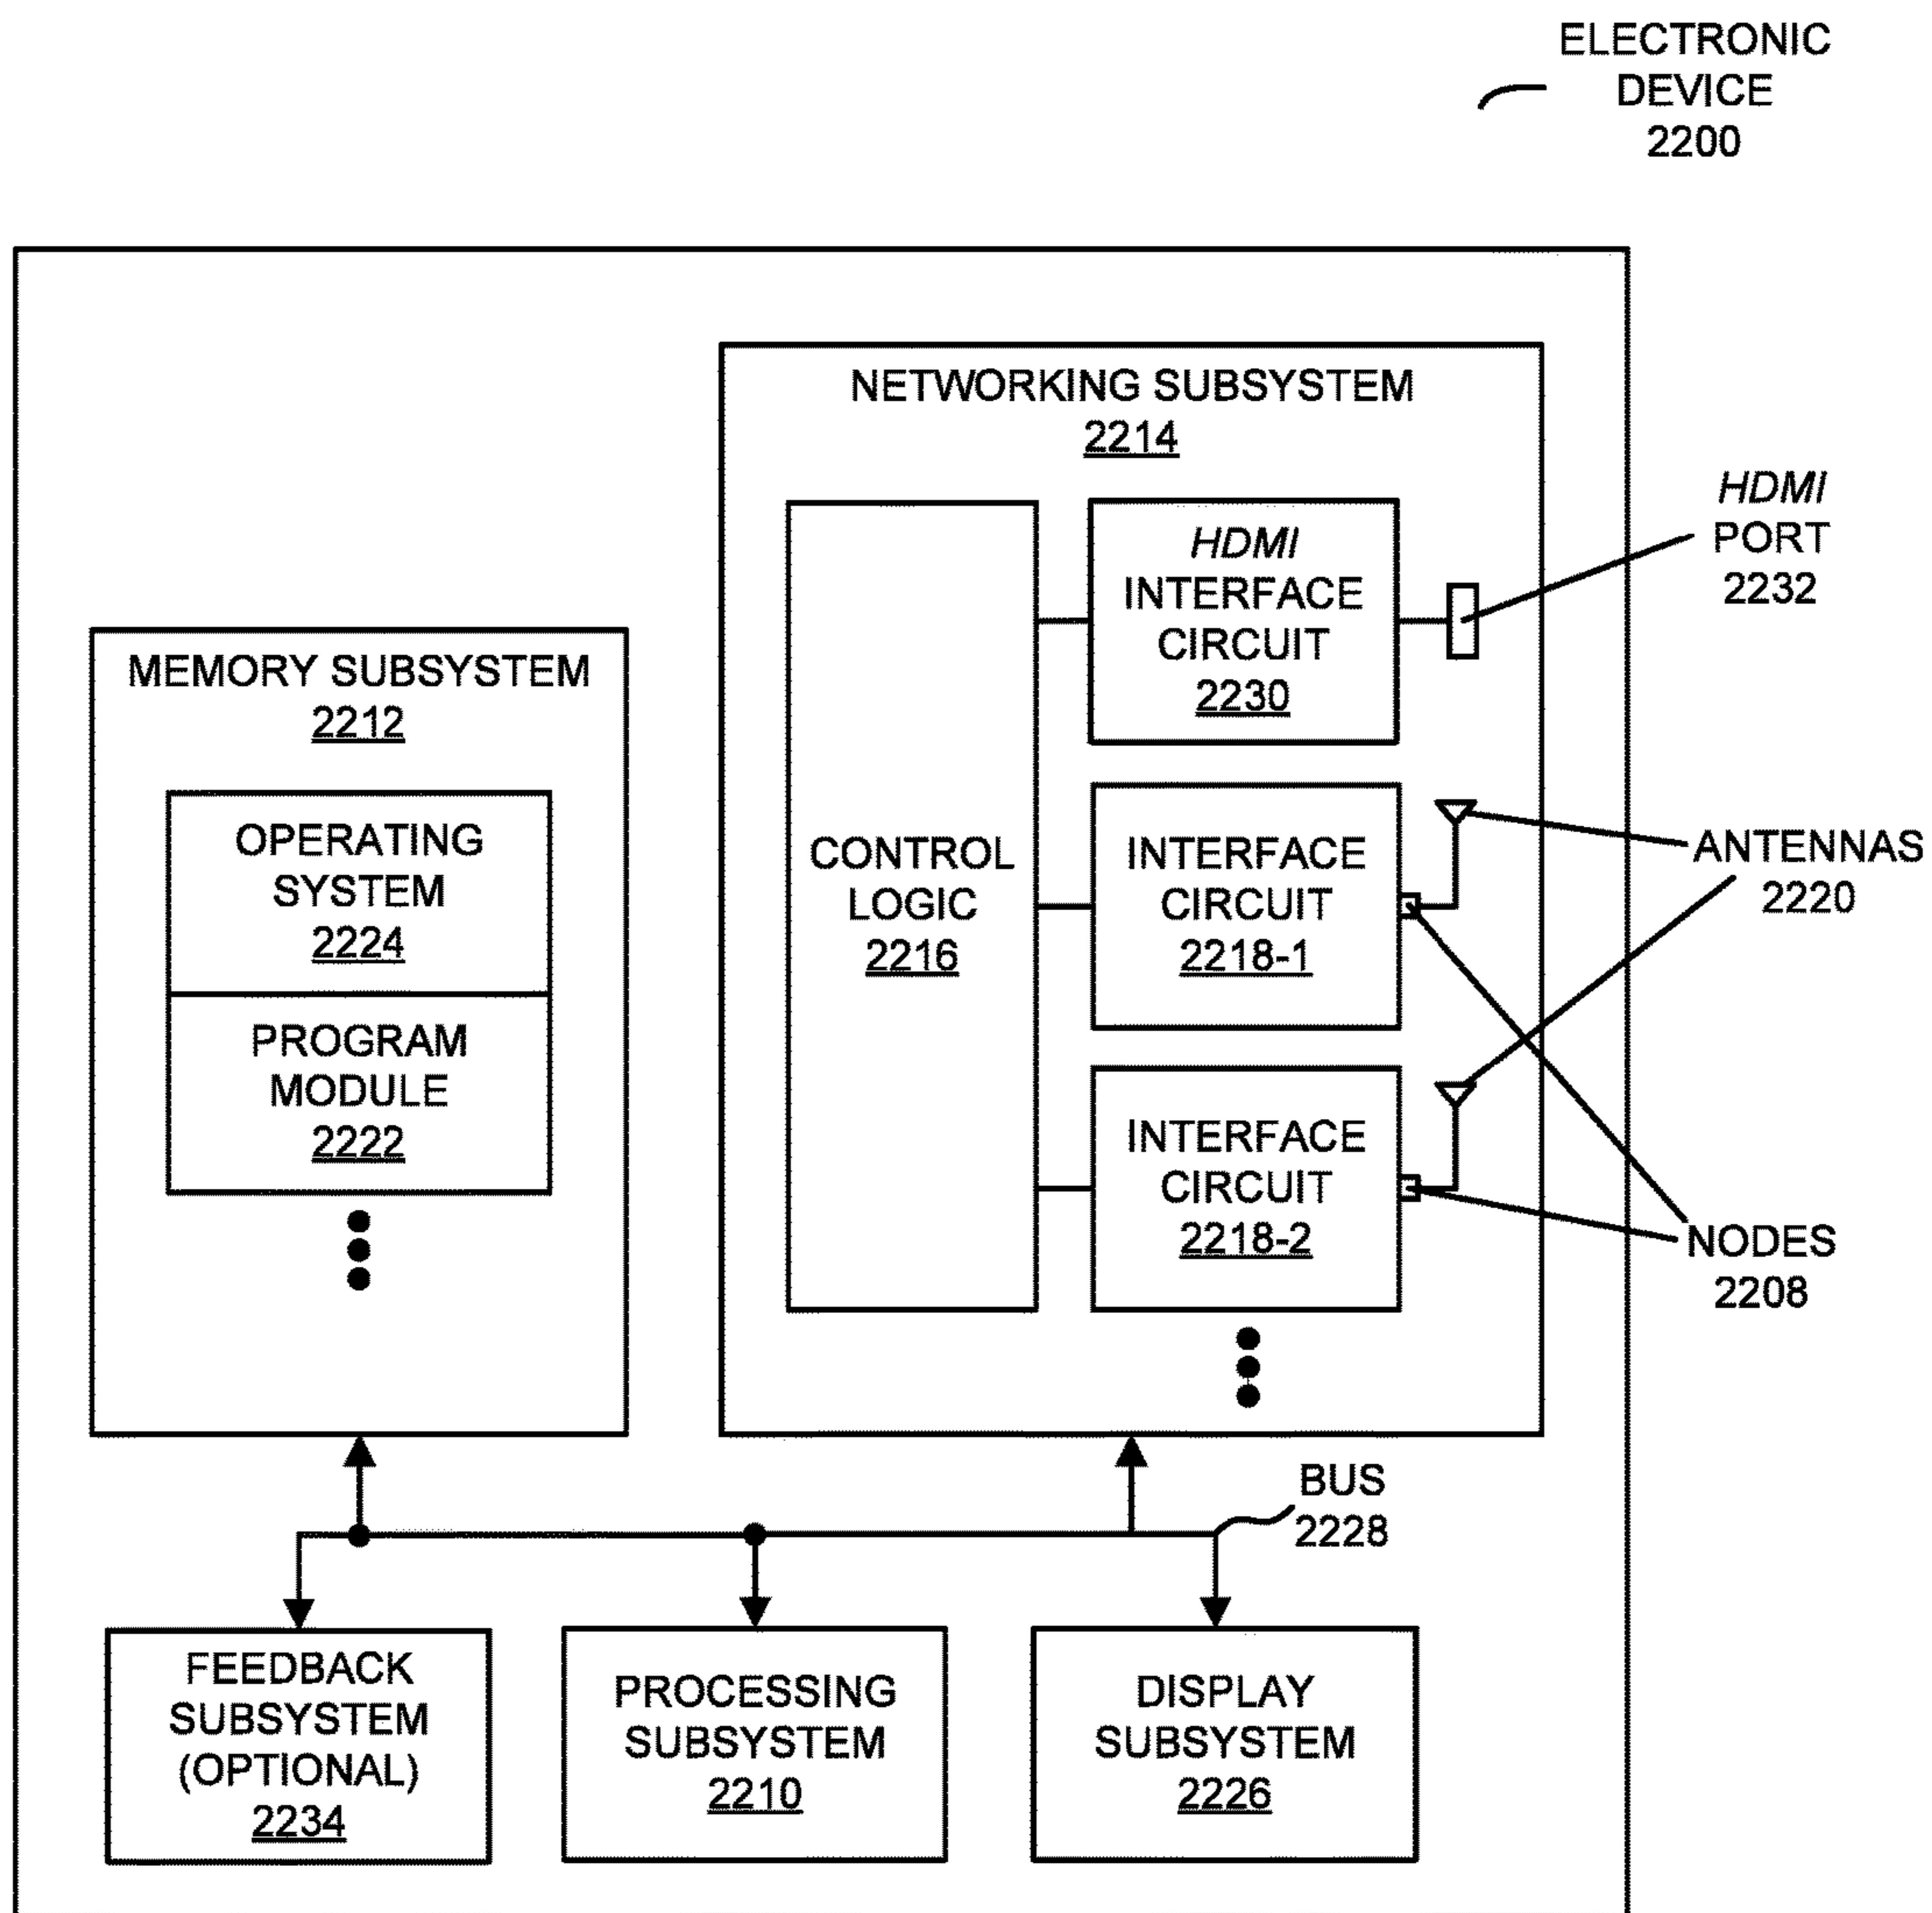 ELECTRONIC
DEVICE
2200
NETWORKING SUBSYSTEM
2214
HDMI
INTERFACE
CIRCUIT
2230
HDMI
PORT
2232
MEMORY SUBSYSTEM
2212
OPERATING
SYSTEM
2224
PROGRAM
MODULE
2222
CONTROL
LOGIC
2216
INTERFACE
CIRCUIT
2218-1
ANTENNAS
2220
INTERFACE
CIRCUIT
2218-2
NODES
2208
BUS
2228
FEEDBACK
SUBSYSTEM
(OPTIONAL)
2234
PROCESSING
SUBSYSTEM
2210
DISPLAY
SUBSYSTEM
2226